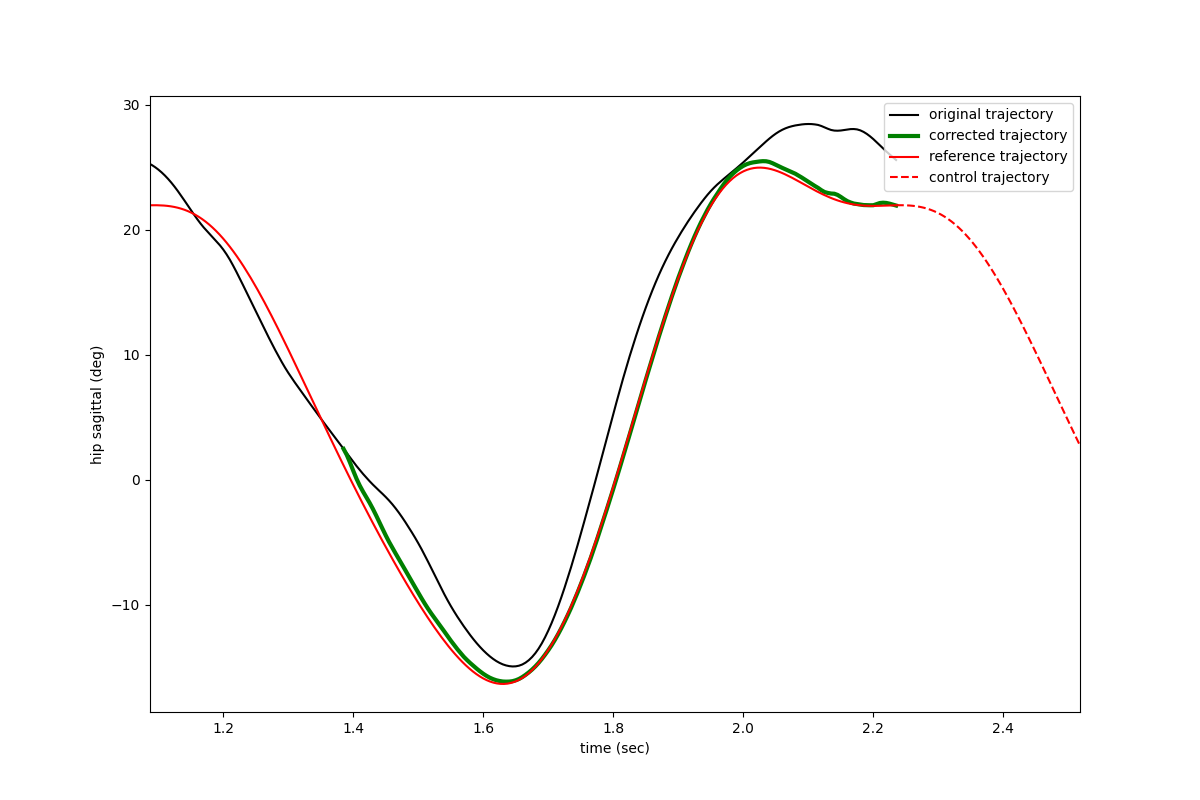 original trajectory
corrected trajectory
reference trajectory
control trajectory
hip sagittal (deg)
30
20
10
0
−10
1.2 1.4 1.6 1.8 2.0 2.2 2.4
time (sec)